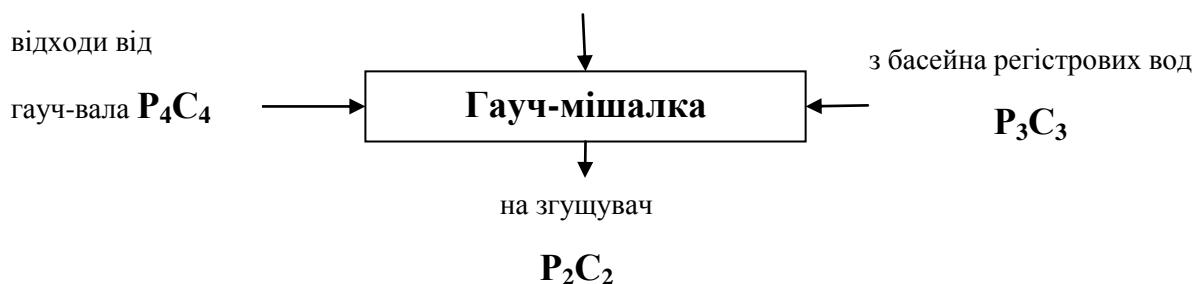 відходи від
гауч-вала P₄C₄
Гауч-мішалка
з басейна регістрових вод
P₃C₃
на згущувач
P₂C₂